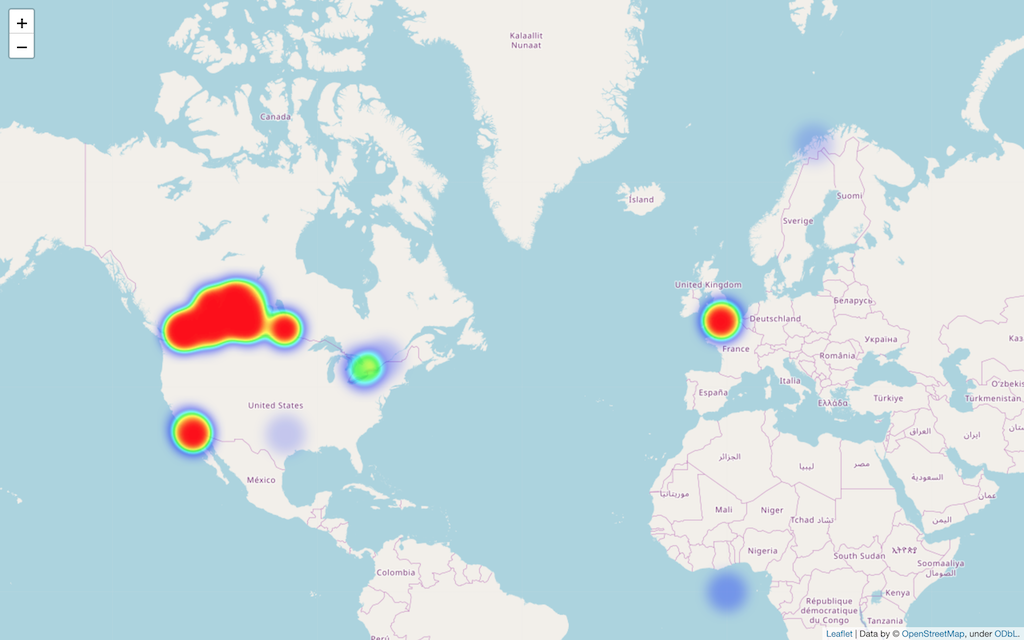 +
−
Kalaallit
Nunaat
Canada
Ísland
Suomi
Sverige
United Kingdom
Беларусь
Deutschland
Україна
France
România
Italia
España
Ελλάδα
Türkiye
Türkmenistan
United States
México
العراق
ایران
الجزائر
ليبيا
مصر
السعودية
عمان
موريتانيا
Mali
Niger
Tchad تشاد
اليمن
Nigeria
South Sudan
ኢትዮጵያ
Soomaaliya
الصومال
Colombia
Kenya
République
démocratique
du Congo
Tanzania
Leaflet | Data by © OpenStreetMap, under ODbL.